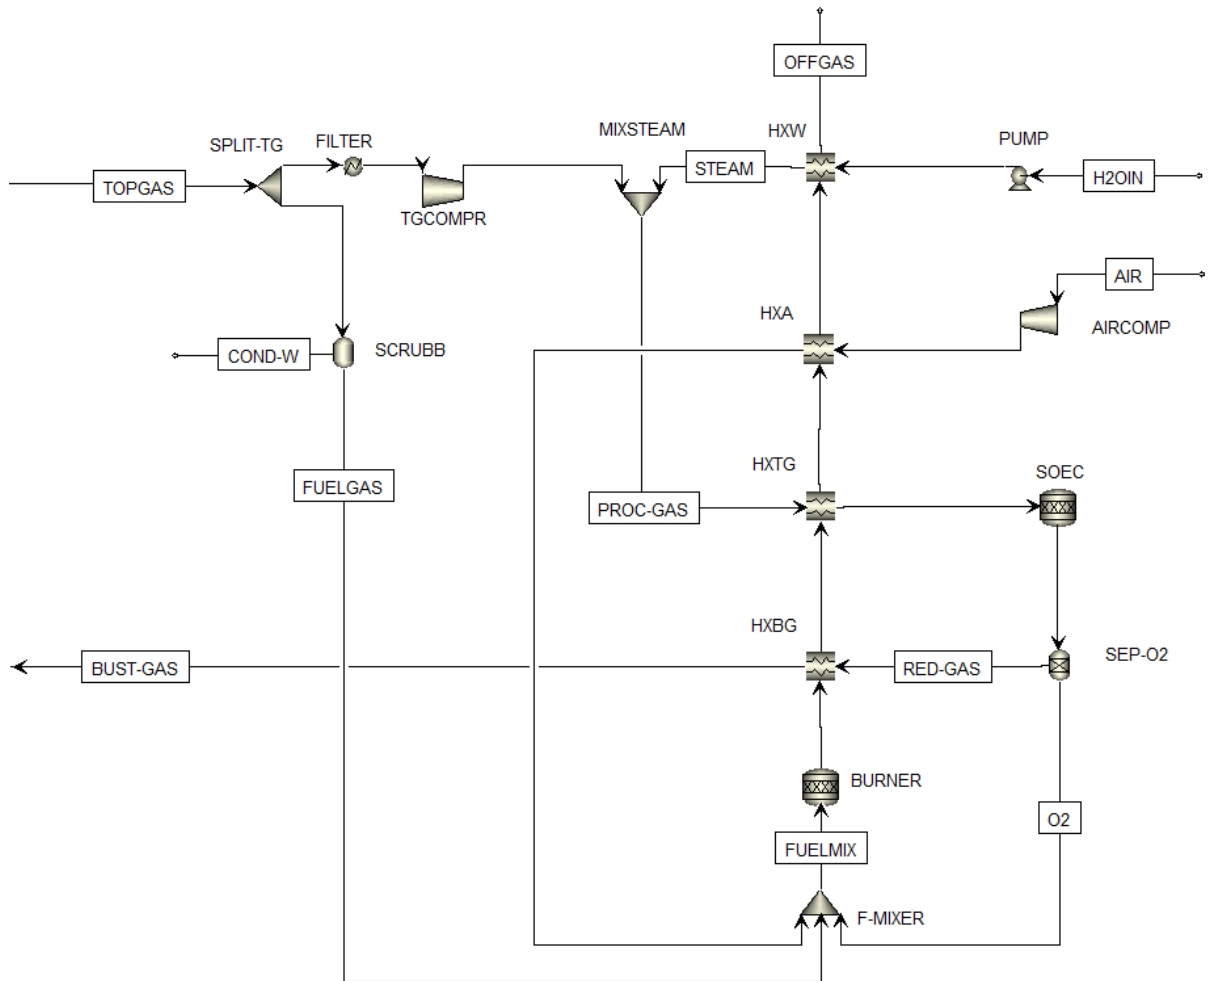 OFFGAS
MIXSTEAM
HXW
PUMP
SPLIT-TG
FILTER
STEAM
H2OIN
TOPGAS
TGCOMPR
AIR
HXA
AIRCOMP
COND-W
SCRUBB
HXTG
SOEC
FUELGAS
PROC-GAS
HXBG
SEP-O2
BUST-GAS
RED-GAS
BURNER
O2
FUELMIX
F-MIXER